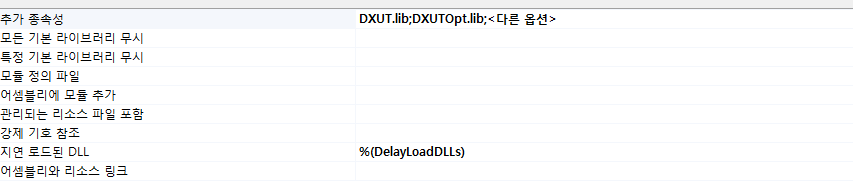 추가 종속성 DXUT.lib;DXUTOpt.lib;<다른 옵션>
모든 기본 라이브러리 무시
특정 기본 라이브러리 무시
모듈 정의 파일
어셈블리에 모듈 추가
관리되는 리소스 파일 포함
강제 기호 참조
지연 로드된 DLL %(DelayLoadDLLs)
어셈블리와 리소스 링크